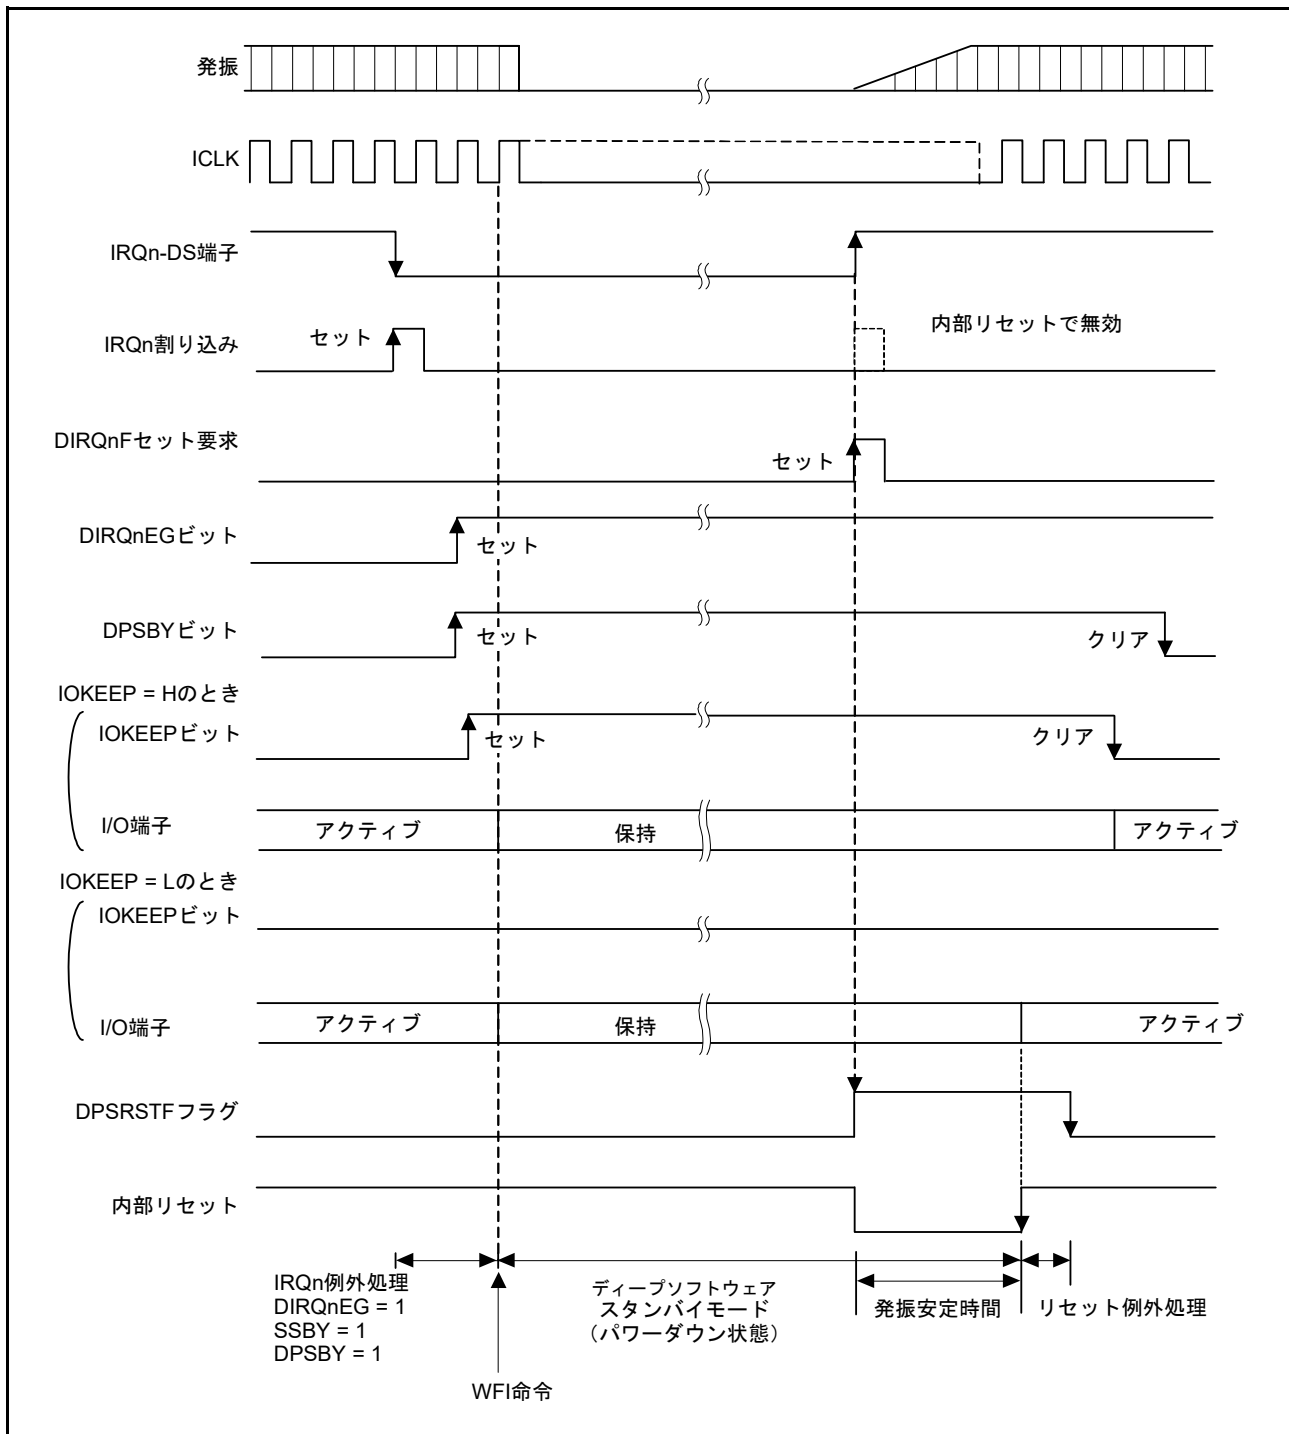 発振
ICLK
IRQn-DS端子
IRQn割り込み
セット
内部リセットで無効
DIRQnFセット要求
セット
DIRQnEGビット
セット
DPSBYビット
セット
クリア
IOKEEP = Hのとき
IOKEEPビット
セット
クリア
I/O端子
アクティブ
保持
アクティブ
IOKEEP = Lのとき
IOKEEPビット
I/O端子
アクティブ
保持
アクティブ
DPSRSTFフラグ
内部リセット
IRQn例外処理
DIRQnEG = 1
SSBY = 1
DPSBY = 1
ディープソフトウェア
スタンバイモード
（パワーダウン状態）
発振安定時間
リセット例外処理
WFI命令